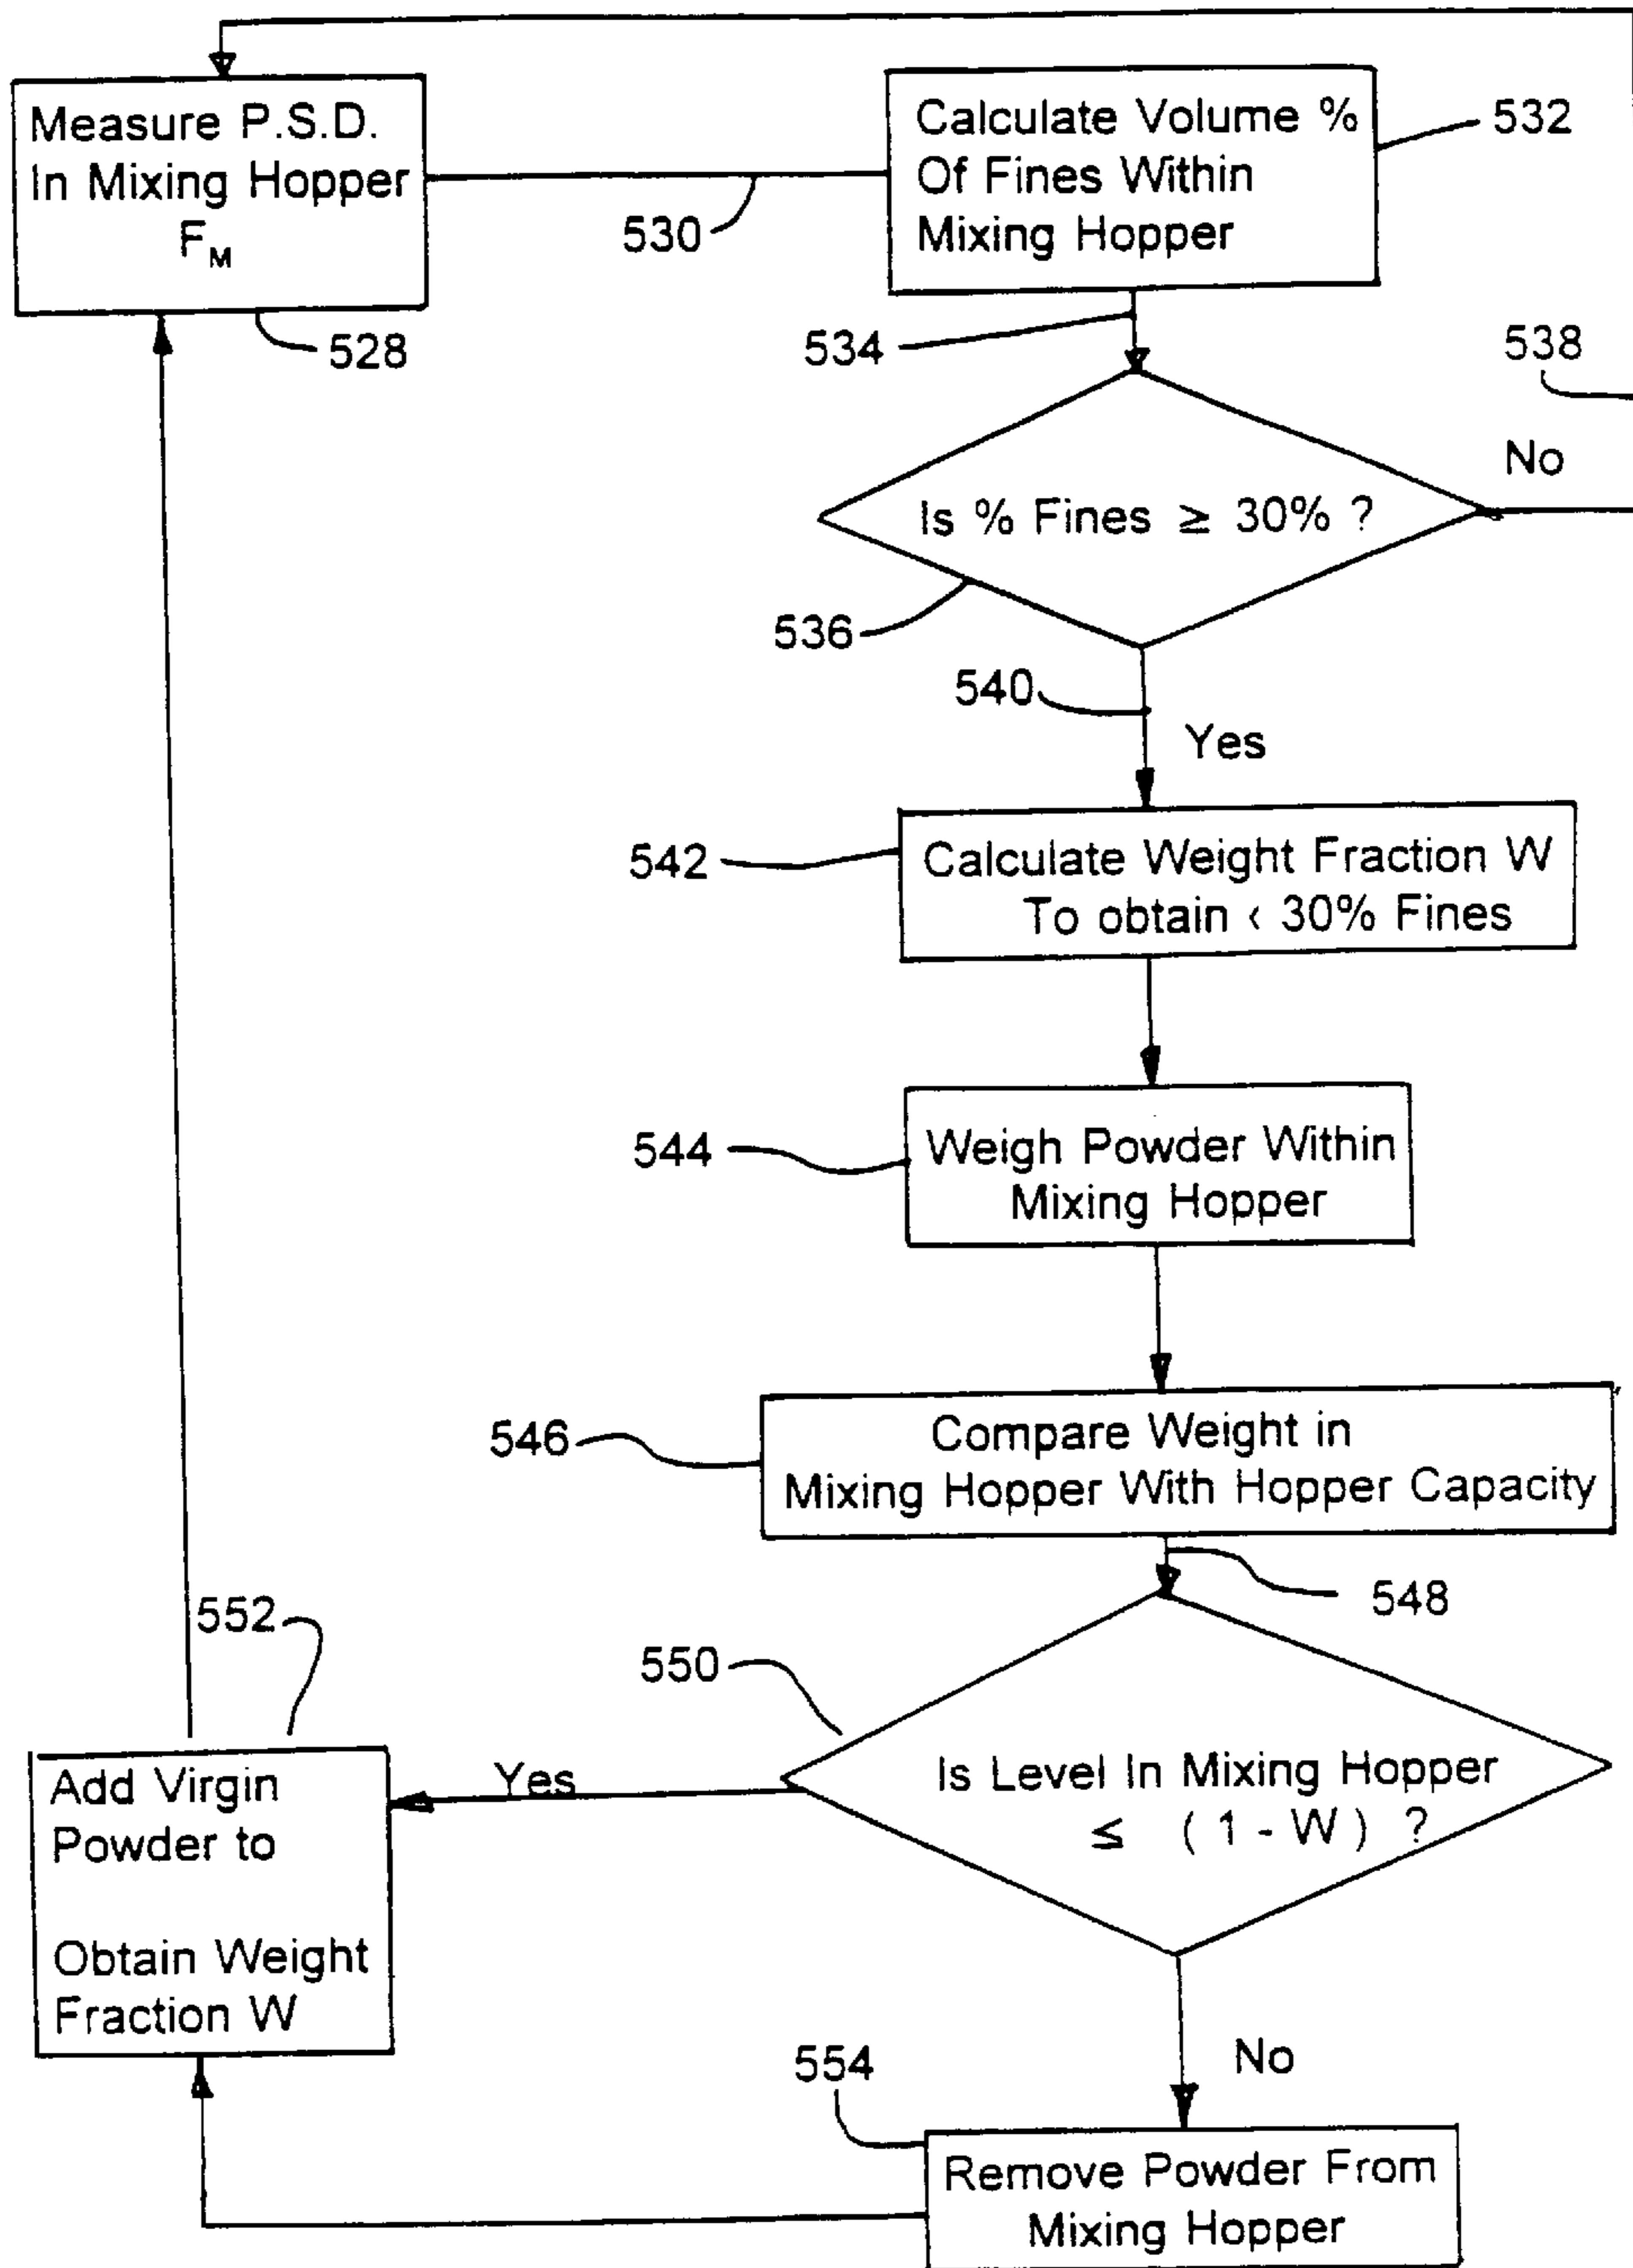 Measure P.S.D.
In Mixing Hopper
FM
528
530
Calculate Volume %
Of Fines Within
Mixing Hopper
532
534
538
No
Is % Fines ≥ 30% ?
536
540
Yes
542
Calculate Weight Fraction W
To obtain < 30% Fines
544
Weigh Powder Within
Mixing Hopper
546
Compare Weight in
Mixing Hopper With Hopper Capacity
548
552
550
Is Level In Mixing Hopper
≤ ( 1 - W ) ?
Yes
Add Virgin
Powder to
Obtain Weight
Fraction W
No
554
Remove Powder From
Mixing Hopper